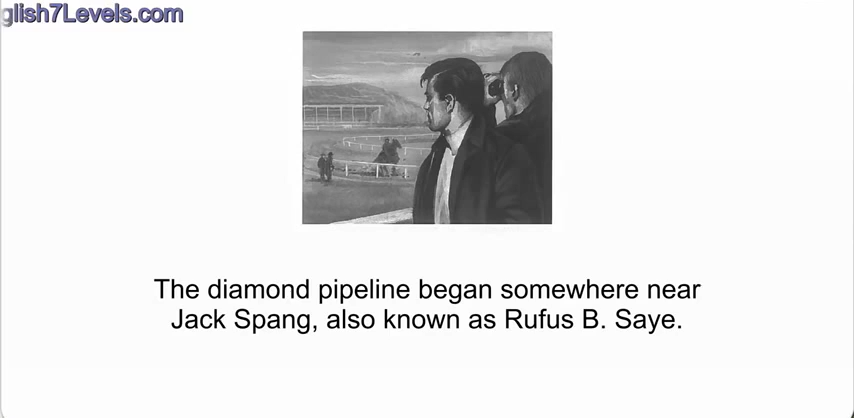 glish7Levels.com
The diamond pipeline began somewhere near
Jack Spang, also known as Rufus B. Saye.